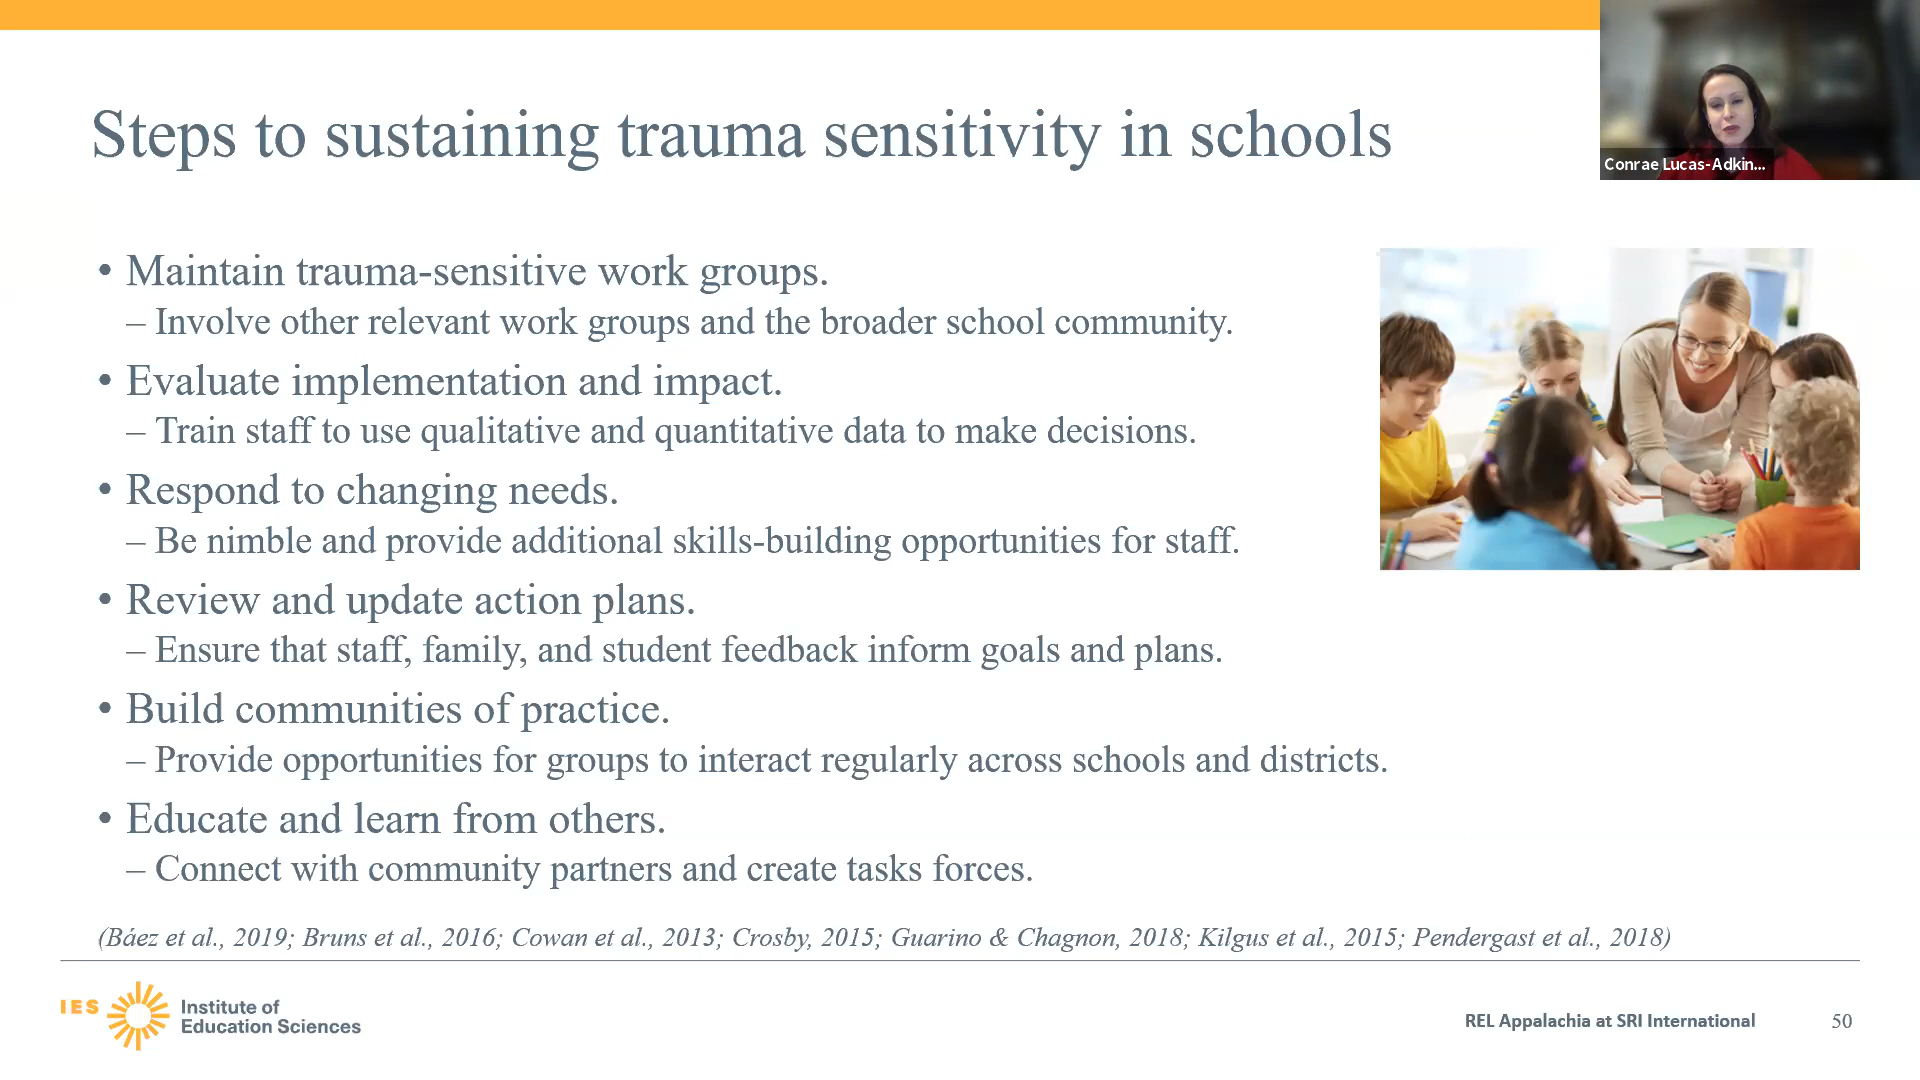 Steps to sustaining trauma sensitivity in schools
Conrae Lucas-Adkin...
• Maintain trauma-sensitive work groups.
– Involve other relevant work groups and the broader school community.
• Evaluate implementation and impact.
– Train staff to use qualitative and quantitative data to make decisions.
• Respond to changing needs.
– Be nimble and provide additional skills-building opportunities for staff.
• Review and update action plans.
– Ensure that staff, family, and student feedback inform goals and plans.
• Build communities of practice.
– Provide opportunities for groups to interact regularly across schools and districts.
• Educate and learn from others.
– Connect with community partners and create tasks forces.
(Báez et al., 2019; Bruns et al., 2016; Cowan et al., 2013; Crosby, 2015; Guarino & Chagnon, 2018; Kilgus et al., 2015; Pendergast et al., 2018)
IES
Institute of
Education Sciences
REL Appalachia at SRI International
50